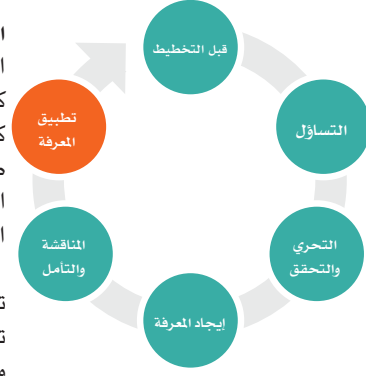 قبل التخطيط
التساؤل
التحري
والتحقق
إيجاد المعرفة
المناقشة
والتأمل
تطبيق
المعرفة